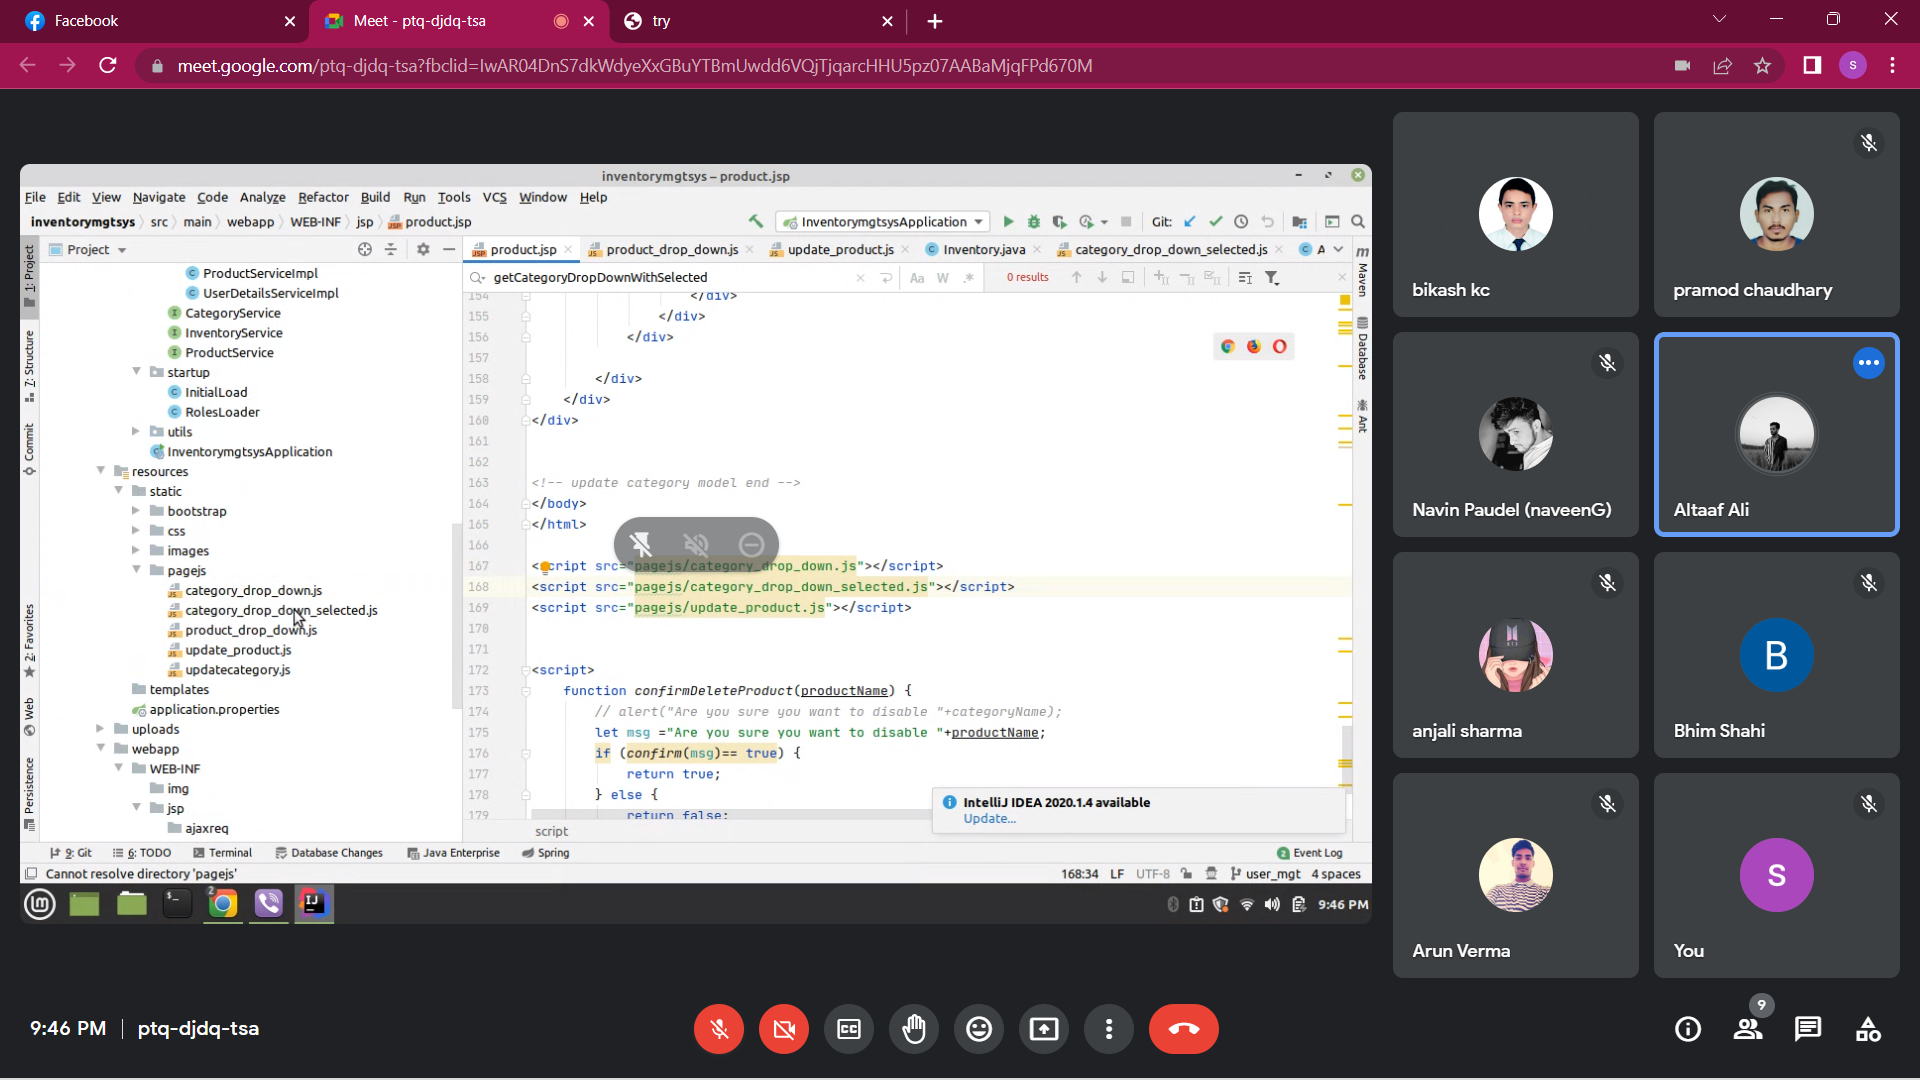 Facebook
Meet - ptq-djdq-tsa
try
meet.google.com/ptq-djdq-tsa?fbclid=IwAR04DnS7dkWdyeXxGBuYTBmUwdd6VQjTjqarcHHU5pz07AABaMjqFPd670M
S
inventorymgtsys – product.jsp
File Edit View Navigate Code Analyze Refactor Build Run Tools VCS Window Help
inventorymgtsys src main webapp WEB-INF jsp product.jsp
InventorymgtsysApplication
Git:
Project
product.jsp
product_drop_down.js
update_product.js
Inventory.java
category_drop_down_selected.js
A
getCategoryDropDownWithSelected
Aa W .*
0 results
1: Project
7: Structure
Commit
2: Favorites
Web
Persistence
ProductServiceImpl
UserDetailsServiceImpl
CategoryService
InventoryService
ProductService
startup
InitialLoad
RolesLoader
utils
InventorymgtsysApplication
resources
static
bootstrap
css
images
pagejs
category_drop_down.js
category_drop_down_selected.js
product_drop_down.js
update_product.js
updatecategory.js
templates
application.properties
uploads
webapp
WEB-INF
img
jsp
ajaxreq
154 </div>
155 </div>
156 </div>
157
158 </div>
159 </div>
160 </div>
161
162
163 <!-- update category model end -->
164 </body>
165 </html>
166
167 <script src="pagejs/category_drop_down.js"></script>
168 <script src="pagejs/category_drop_down_selected.js"></script>
169 <script src="pagejs/update_product.js"></script>
170
171
172 <script>
173 function confirmDeleteProduct(productName) {
174 // alert("Are you sure you want to disable "+categoryName);
175 let msg ="Are you sure you want to disable "+productName;
176 if (confirm(msg)== true) {
177 return true;
178 } else {
179 return false;
script
m Maven
Database
Ant
IntelliJ IDEA 2020.1.4 available
Update...
9: Git 6: TODO Terminal Database Changes Java Enterprise Spring
2 Event Log
Cannot resolve directory 'pagejs'
168:34 LF UTF-8 user_mgt 4 spaces
2
IJ
9:46 PM
bikash kc
pramod chaudhary
Navin Paudel (naveenG)
Altaaf Ali
anjali sharma
B
Bhim Shahi
Arun Verma
S
You
9:46 PM | ptq-djdq-tsa
CC
9